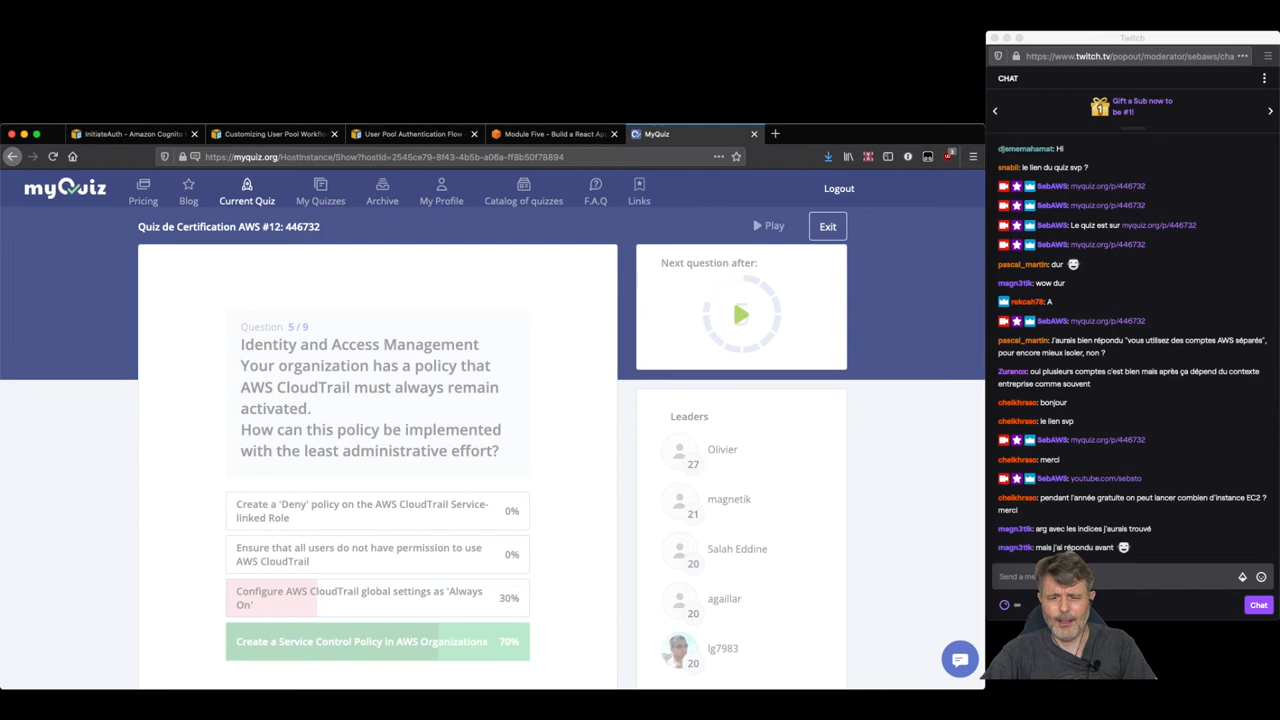 Twitch
https://www.twitch.tv/popout/moderator/sebaws/cha
CHAT
Gift a Sub now to
be #1!
InitiateAuth - Amazon Cognito
Customizing User Pool Workflow
User Pool Authentication Flow -
Module Five - Build a React App
MyQuiz
https://myquiz.org/HostInstance/Show?hostId=2545ce79-8f43-4b5b-a06a-ff8b50f78894
myQuiz
Pricing
Blog
Current Quiz
My Quizzes
Archive
My Profile
Catalog of quizzes
F.A.Q
Links
Logout
Quiz de Certification AWS #12: 446732
Play
Exit
Question 5 / 9
Identity and Access Management
Your organization has a policy that
AWS CloudTrail must always remain
activated.
How can this policy be implemented
with the least administrative effort?
Create a 'Deny' policy on the AWS CloudTrail Service-
linked Role
0%
Ensure that all users do not have permission to use
AWS CloudTrail
0%
Configure AWS CloudTrail global settings as 'Always
On'
30%
Create a Service Control Policy in AWS Organizations
70%
Next question after:
Leaders
Olivier
27
magnetik
21
Salah Eddine
20
agaillar
20
lg7983
20
djememahamat: Hi
snabil: le lien du quiz svp ?
SebAWS: myquiz.org/p/446732
SebAWS: myquiz.org/p/446732
SebAWS: Le quiz est sur myquiz.org/p/446732
SebAWS: myquiz.org/p/446732
pascal_martin: dur
magn3tik: wow dur
rekcah78: A
SebAWS: myquiz.org/p/446732
pascal_martin: J'aurais bien répondu "vous utilisez des comptes AWS séparés",
pour encore mieux isoler, non ?
Zuranox: oui plusieurs comptes c'est bien mais après ça dépend du contexte
entreprise comme souvent
cheikhraso: bonjour
cheikhraso: le lien svp
SebAWS: myquiz.org/p/446732
cheikhraso: merci
SebAWS: youtube.com/sebsto
cheikhraso: pendant l'année gratuite on peut lancer combien d'instance EC2 ?
merci
magn3tik: arg avec les indices j'aurais trouvé
magn3tik: mais j'ai répondu avant
Send a me
Chat